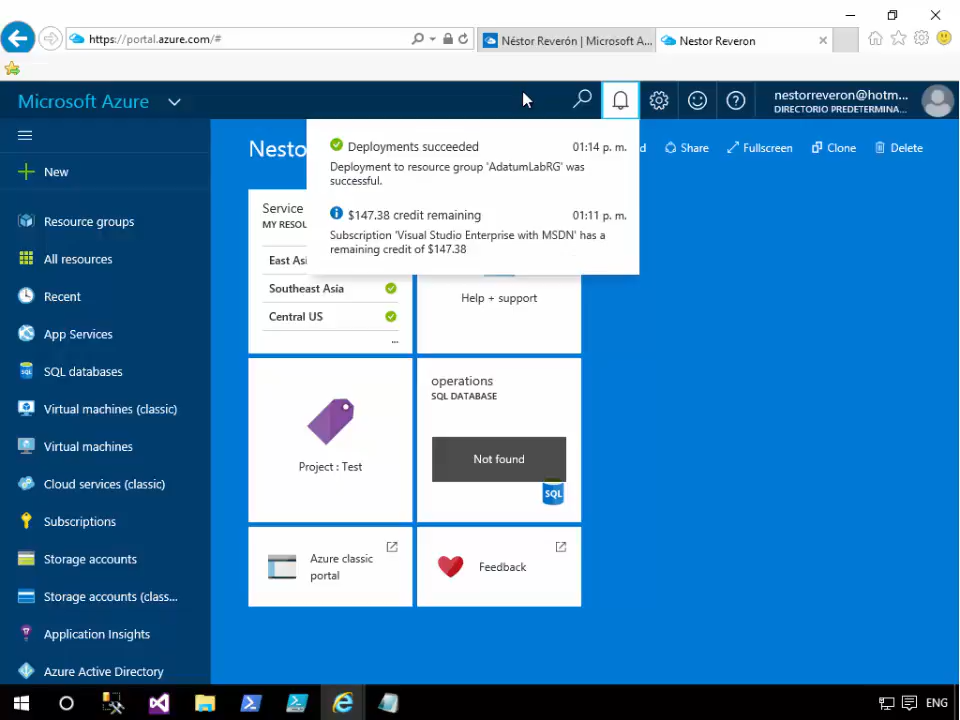 https://portal.azure.com/#
Néstor Reverón | Microsoft A...
Nestor Reveron
Microsoft Azure
nestorreveron@hotm...
DIRECTORIO PREDETERMINA...
New
Resource groups
All resources
Recent
App Services
SQL databases
Virtual machines (classic)
Virtual machines
Cloud services (classic)
Subscriptions
Storage accounts
Storage accounts (class...
Application Insights
Azure Active Directory
Nesto
Share
Fullscreen
Clone
Delete
Deployments succeeded
01:14 p. m.
Deployment to resource group 'AdatumLabRG' was
successful.
$147.38 credit remaining
01:11 p. m.
Subscription 'Visual Studio Enterprise with MSDN' has a
remaining credit of $147.38
Service
MY RESOU
East Asi
Southeast Asia
Central US
...
Help + support
Project : Test
operations
SQL DATABASE
Not found
SQL
Azure classic
portal
Feedback
ENG